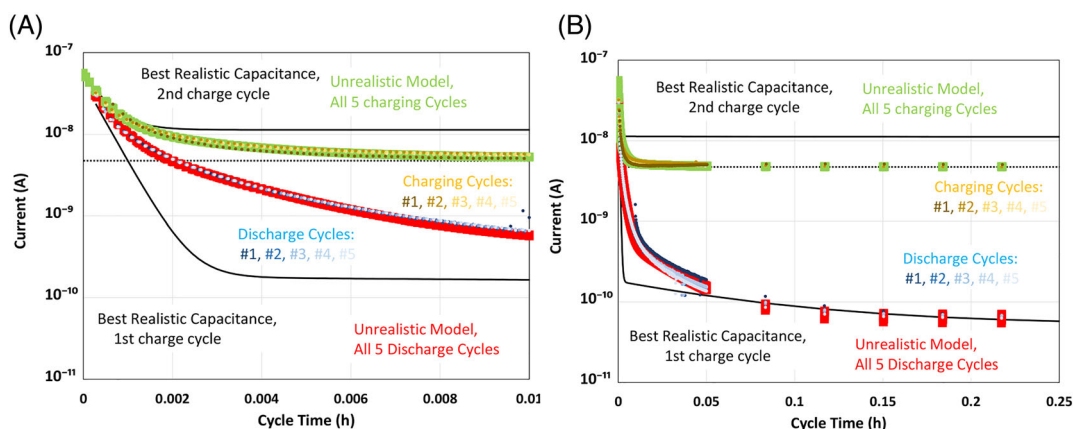 (A)
10⁻⁷
10⁻⁸
10⁻⁹
10⁻¹⁰
10⁻¹¹
Current (A)
Best Realistic Capacitance,
2nd charge cycle
Unrealistic Model,
All 5 charging Cycles
Charging Cycles:
#1, #2, #3, #4, #5
Discharge Cycles:
#1, #2, #3, #4, #5
Best Realistic Capacitance,
1st charge cycle
Unrealistic Model,
All 5 Discharge Cycles
0
0.002
0.004
0.006
0.008
0.01
Cycle Time (h)
(B)
10⁻⁷
10⁻⁸
10⁻⁹
10⁻¹⁰
10⁻¹¹
Current (A)
Best Realistic Capacitance,
2nd charge cycle
Unrealistic Model,
All 5 charging Cycles
Charging Cycles:
#1, #2, #3, #4, #5
Discharge Cycles:
#1, #2, #3, #4, #5
Best Realistic Capacitance,
1st charge cycle
Unrealistic Model,
All 5 Discharge Cycles
0
0.05
0.1
0.15
0.2
0.25
Cycle Time (h)